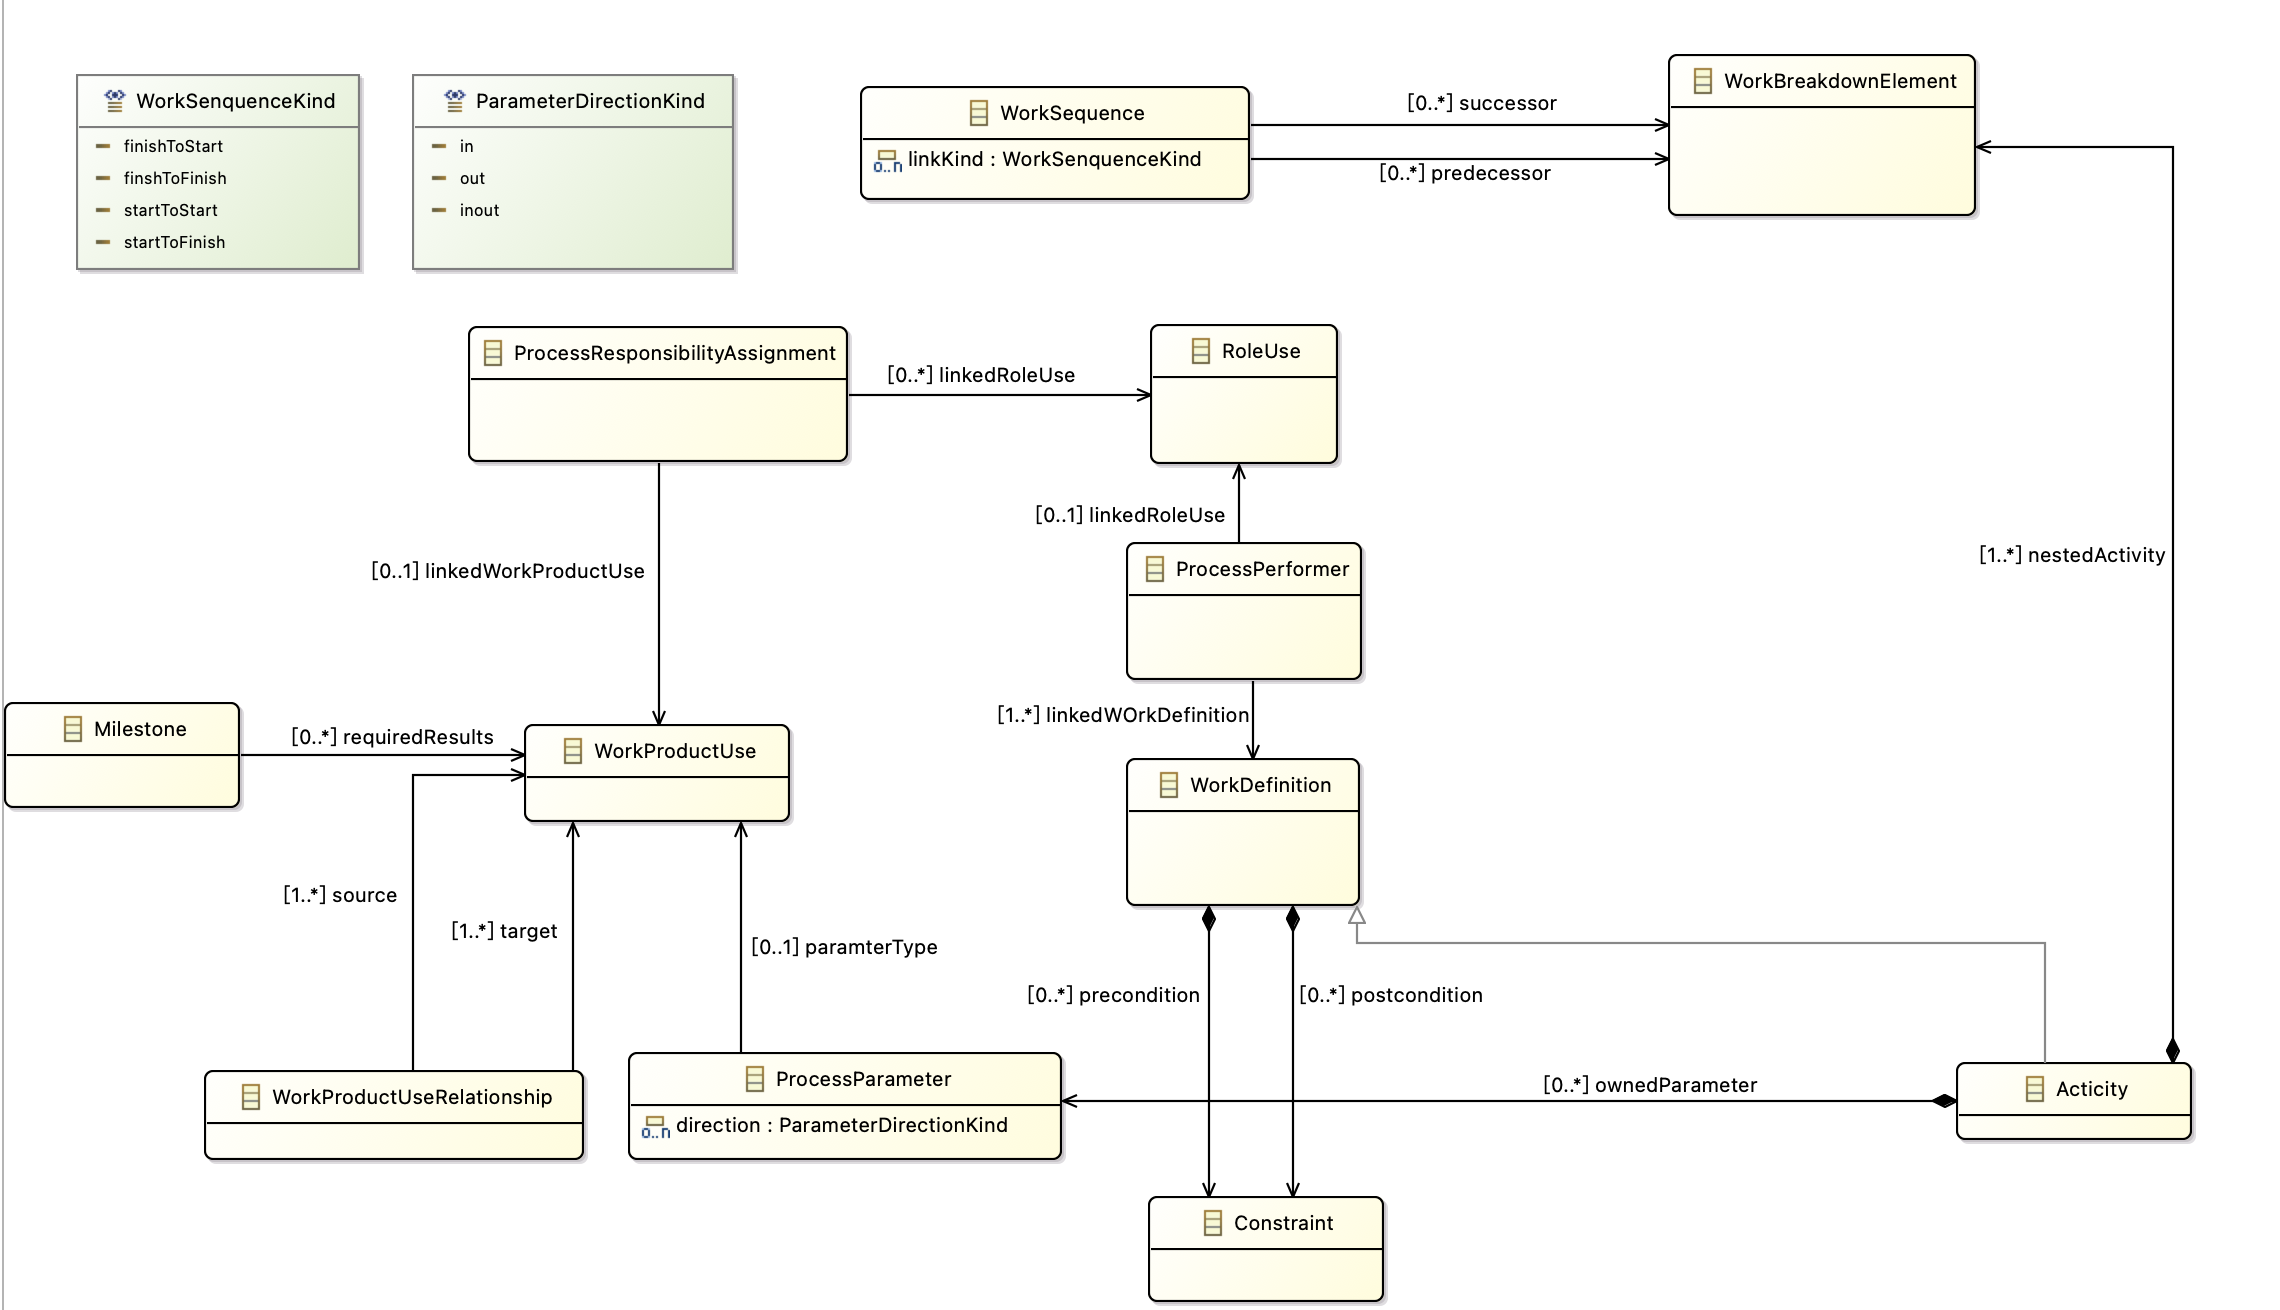 WorkSenquenceKind
finishToStart
finshToFinish
startToStart
startToFinish
ParameterDirectionKind
in
out
inout
WorkSequence
0..n linkKind : WorkSenquenceKind
[0..*] successor
[0..*] predecessor
WorkBreakdownElement
ProcessResponsibilityAssignment
[0..*] linkedRoleUse
RoleUse
[0..1] linkedRoleUse
ProcessPerformer
[0..1] linkedWorkProductUse
[1..*] nestedActivity
[1..*] linkedWOrkDefinition
Milestone
[0..*] requiredResults
WorkProductUse
WorkDefinition
[1..*] source
[1..*] target
[0..1] paramterType
[0..*] precondition
[0..*] postcondition
WorkProductUseRelationship
ProcessParameter
0..n direction : ParameterDirectionKind
[0..*] ownedParameter
Acticity
Constraint